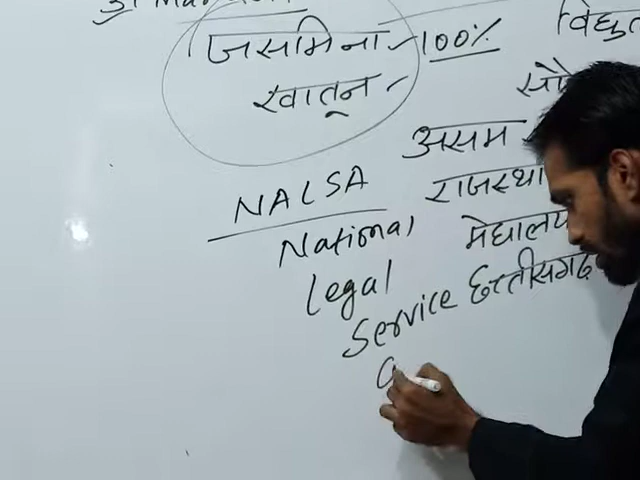 जसमिना - 100%
खातून -
विद्युत
असम -
NALSA
राजस्था
National
मेघालय
Legal
Service
छत्तीसगढ